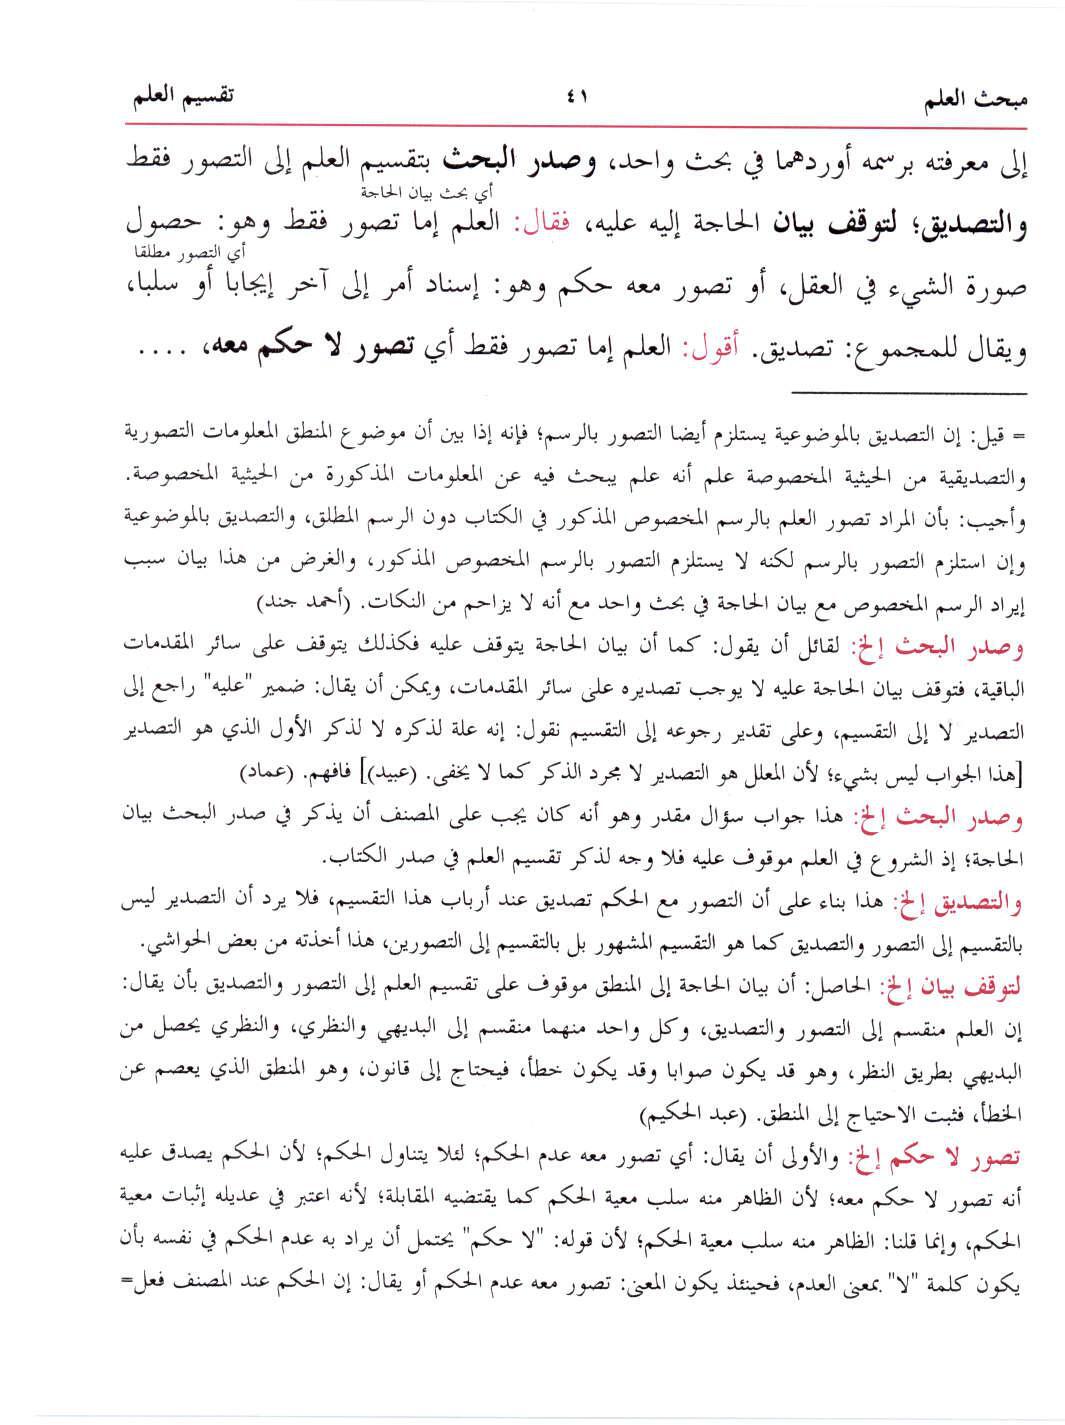 مبحث العلم ٤١ تقسيم العلم
إلى معرفته برسمه أوردهما في بحث واحد، وصدر البحث بتقسيم العلم إلى التصور فقط
أي بحث بيان الحاجة
والتصديق؛ لتوقف بيان الحاجة إليه عليه، فقال: العلم إما تصور فقط وهو: حصول
أي التصور مطلقا
صورة الشيء في العقل، أو تصور معه حكم وهو: إسناد أمر إلى آخر إيجابا أو سلبا،
ويقال للمجموع: تصديق. أقول: العلم إما تصور فقط أي تصور لا حكم معه، ....
= قيل: إن التصديق بالموضوعية يستلزم أيضا التصور بالرسم؛ فإنه إذا بين أن موضوع المنطق المعلومات التصورية
والتصديقية من الحيثية المخصوصة علم أنه علم يبحث فيه عن المعلومات المذكورة من الحيثية المخصوصة.
وأجيب: بأن المراد تصور العلم بالرسم المخصوص المذكور في الكتاب دون الرسم المطلق، والتصديق بالموضوعية
وإن استلزم التصور بالرسم لكنه لا يستلزم التصور بالرسم المخصوص المذكور، والغرض من هذا بيان سبب
إيراد الرسم المخصوص مع بيان الحاجة في بحث واحد مع أنه لا يزاحم من النكات. (أحمد جند)
وصدر البحث إلخ: لقائل أن يقول: كما أن بيان الحاجة يتوقف عليه فكذلك يتوقف على سائر المقدمات
الباقية، فتوقف بيان الحاجة عليه لا يوجب تصديره على سائر المقدمات، ويمكن أن يقال: ضمير "عليه" راجع إلى
التصدير لا إلى التقسيم، وعلى تقدير رجوعه إلى التقسيم نقول: إنه علة لذكره لا لذكر الأول الذي هو التصدير
[هذا الجواب ليس بشيء؛ لأن المعلل هو التصدير لا مجرد الذكر كما لا يخفى. (عبيد)] فافهم. (عماد)
وصدر البحث إلخ: هذا جواب سؤال مقدر وهو أنه كان يجب على المصنف أن يذكر في صدر البحث بيان
الحاجة؛ إذ الشروع في العلم موقوف عليه فلا وجه لذكر تقسيم العلم في صدر الكتاب.
والتصديق إلخ: هذا بناء على أن التصور مع الحكم تصديق عند أرباب هذا التقسيم، فلا يرد أن التصدير ليس
بالتقسيم إلى التصور والتصديق كما هو التقسيم المشهور بل بالتقسيم إلى التصورين، هذا أخذته من بعض الحواشي.
لتوقف بيان إلخ: الحاصل: أن بيان الحاجة إلى المنطق موقوف على تقسيم العلم إلى التصور والتصديق بأن يقال:
إن العلم منقسم إلى التصور والتصديق، وكل واحد منهما منقسم إلى البديهي والنظري، والنظري يحصل من
البديهي بطريق النظر، وهو قد يكون صوابا وقد يكون خطأ، فيحتاج إلى قانون، وهو المنطق الذي يعصم عن
الخطأ، فثبت الاحتياج إلى المنطق. (عبد الحكيم)
تصور لا حكم إلخ: والأولى أن يقال: أي تصور معه عدم الحكم؛ لئلا يتناول الحكم؛ لأن الحكم يصدق عليه
أنه تصور لا حكم معه؛ لأن الظاهر منه سلب معية الحكم كما يقتضيه المقابلة؛ لأنه اعتبر في عديله إثبات معية
الحكم، وإنما قلنا: الظاهر منه سلب معية الحكم؛ لأن قوله: "لا حكم" يحتمل أن يراد به عدم الحكم في نفسه بأن
يكون كلمة "لا" بمعنى العدم، فحينئذ يكون المعنى: تصور معه عدم الحكم أو يقال: إن الحكم عند المصنف فعل=